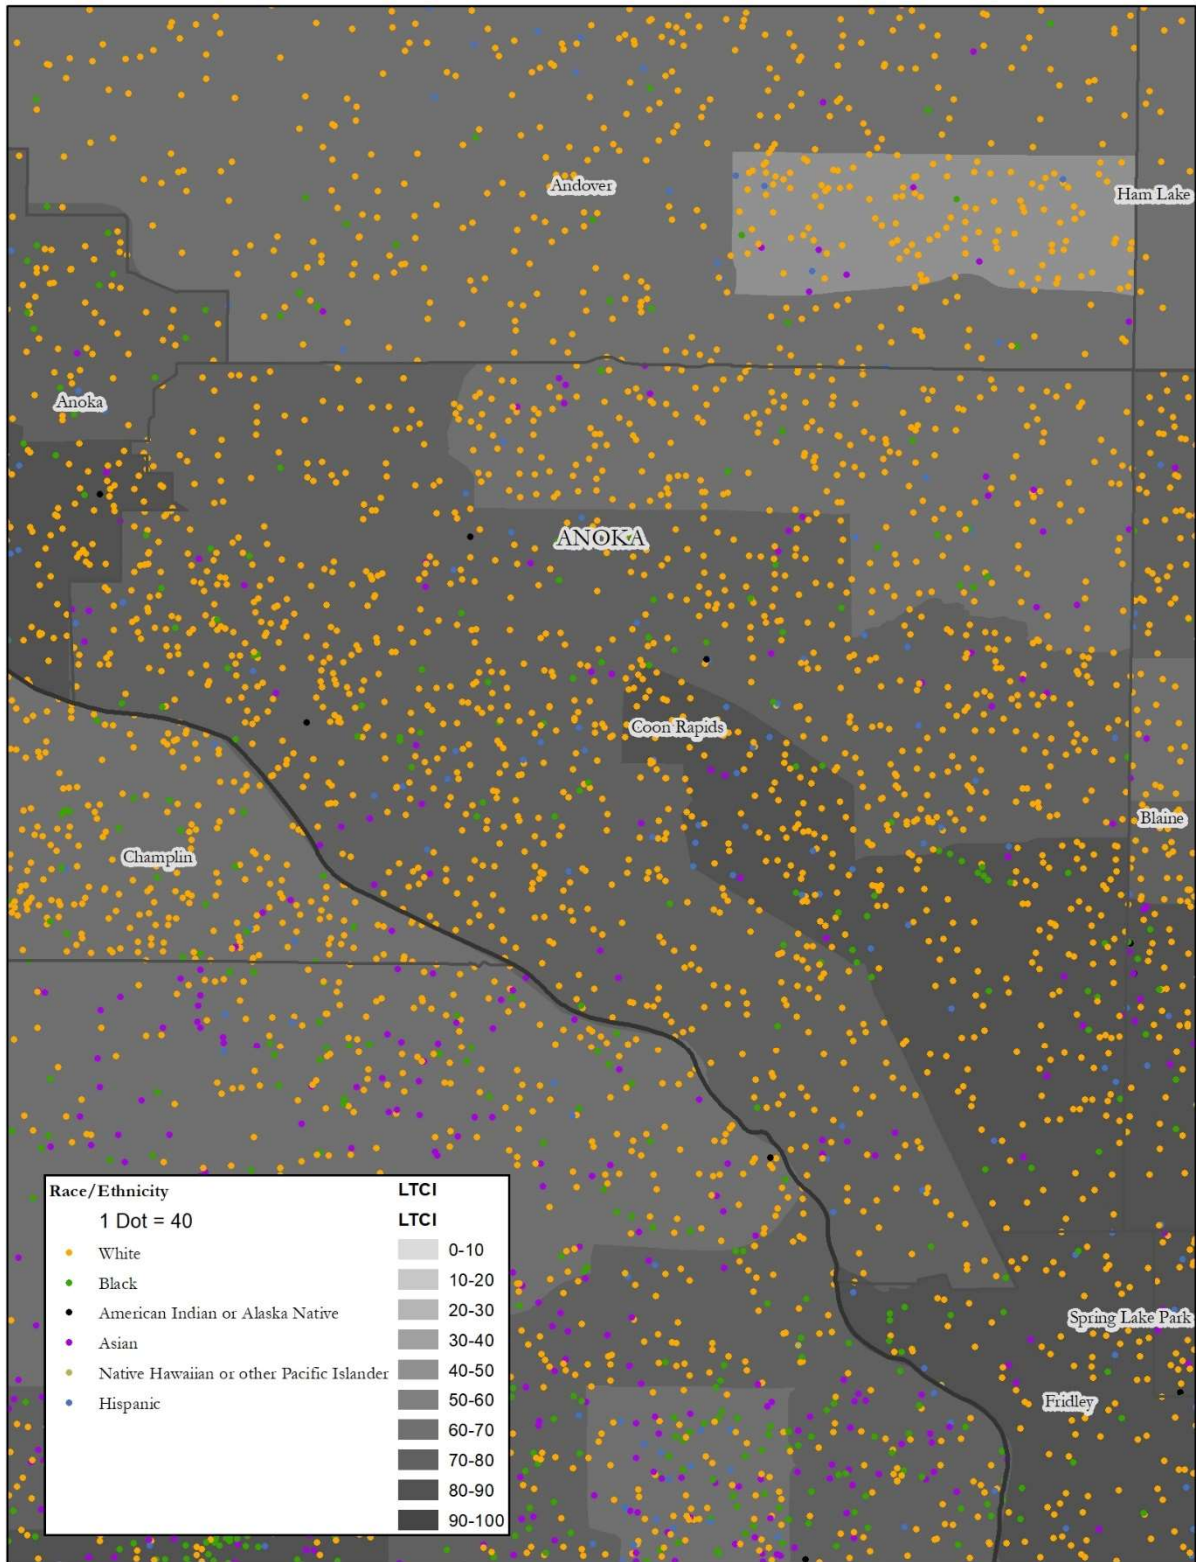 Andover
Ham Lake
Anoka
ANOKA
Coon Rapids
Blaine
Champlin
Spring Lake Park
Fridley
Race/Ethnicity
1 Dot = 40
White
Black
American Indian or Alaska Native
Asian
Native Hawaiian or other Pacific Islander
Hispanic
LTCI
LTCI
0-10
10-20
20-30
30-40
40-50
50-60
60-70
70-80
80-90
90-100